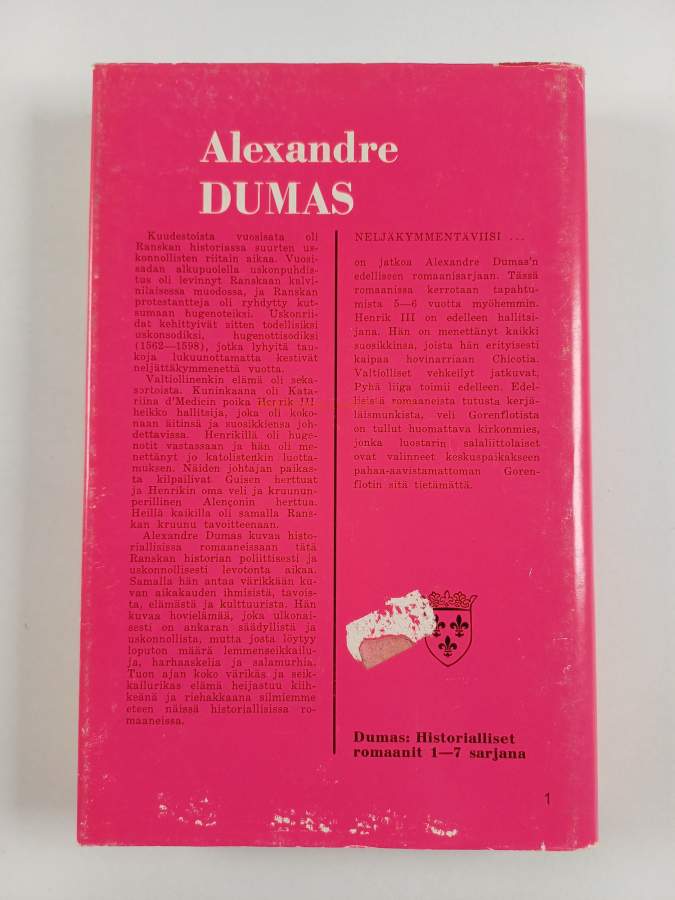 Alexandre
DUMAS
Kuudestoista vuosisata oli
Ranskan historiassa suurten us-
konnollisten riitain aikaa. Vuosi-
sadan alkupuolella uskonpuhdis-
tus oli levinnyt Ranskaan kalvi-
nilaisessa muodossa, ja Ranskan
protestantteja oli ryhdytty kut-
sumaan hugenoteiksi. Uskonrii-
dat kehittyivät sitten todellisiksi
uskonsodiksi, hugenottisodiksi
(1562—1598), jotka lyhyitä tau-
koja lukuunottamatta kestivät
neljättäkymmenettä vuotta.
Valtiollinenkin elämä oli seka-
sortoista. Kuninkaana oli Kata-
riina d'Medicin poika Henrik III,
heikko hallitsija, joka oli koko-
naan äitinsä ja suosikkiensa joh-
dettavissa. Henrikillä oli huge-
notit vastassaan ja hän oli me-
nettänyt jo katolistenkin luotta-
muksen. Näiden johtajan paikas-
ta kilpailivat Guisen herttuat
ja Henrikin oma veli ja kruunun-
perillinen Alençonin herttua.
Heillä kaikilla oli samalla Rans-
kan kruunu tavoitteenaan.
Alexandre Dumas kuvaa histo-
riallisissa romaaneissaan tätä
Ranskan historian poliittisesti ja
uskonnollisesti levotonta aikaa.
Samalla hän antaa värikkään ku-
van aikakauden ihmisistä, tavois-
ta, elämästä ja kulttuurista. Hän
kuvaa hovielämää, joka ulkonai-
sesti on ankaran säädyllistä ja
uskonnollista, mutta josta löytyy
loputon määrä lemmenseikkailu-
ja, harhaaskelia ja salamurhia.
Tuon ajan koko värikäs ja seik-
kailurikas elämä heijastuu kiih-
keänä ja riehakkaana silmiemme
eteen näissä historiallisissa ro-
maaneissa.
NELJÄKYMMENTÄVIISI ...
on jatkoa Alexandre Dumas'n
edelliseen romaanisarjaan. Tässä
romaanissa kerrotaan tapahtu-
mista 5—6 vuotta myöhemmin.
Henrik III on edelleen hallitsi-
jana. Hän on menettänyt kaikki
suosikkinsa, joista hän erityisesti
kaipaa hovinarriaan Chicotia.
Valtiolliset vehkeilyt jatkuvat.
Pyhä liiga toimii edelleen. Edel-
lisistä romaaneista tutusta kerjä-
läismunkista, veli Gorenflotista
on tullut huomattava kirkonmies,
jonka luostarin salaliittolaiset
ovat valinneet keskuspaikakseen
pahaa-aavistamattoman Goren-
flotin sitä tietämättä.
Dumas: Historialliset
romaanit 1—7 sarjana
1